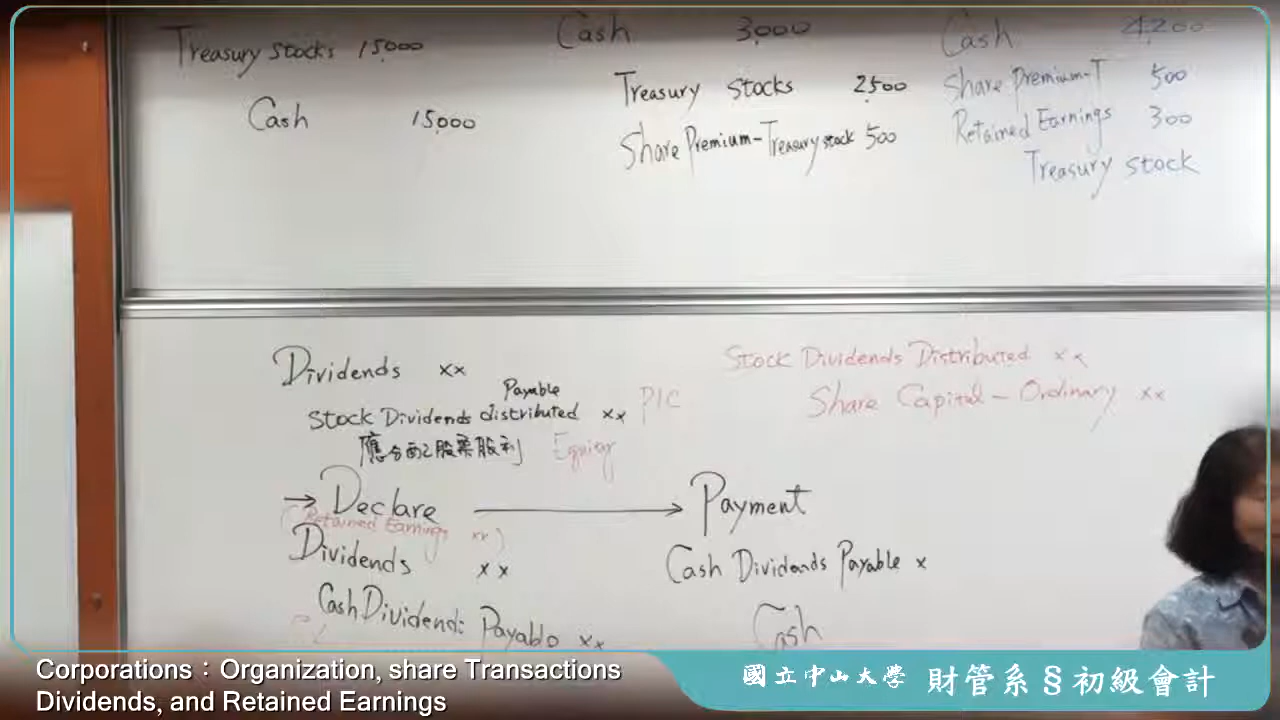 Treasury stocks 15,000
Cash 15,000
Cash 3,000
Treasury stocks 2,500
Share Premium-Treasury stock 500
Cash 4,200
Share Premium-T 500
Retained Earnings 300
Treasury stock
Dividends xx
Payable
Stock Dividends distributed xx PIC
應分配股票股利 Equity
Stock Dividends Distributed xx
Share Capital - Ordinary xx
→ Declare → Payment
(Retained Earnings xx)
Dividends xx
Cash Dividends Payable xx
Cash Dividends Payable x
Cash
Corporations：Organization, share Transactions
Dividends, and Retained Earnings
國立中山大學 財管系§初級會計